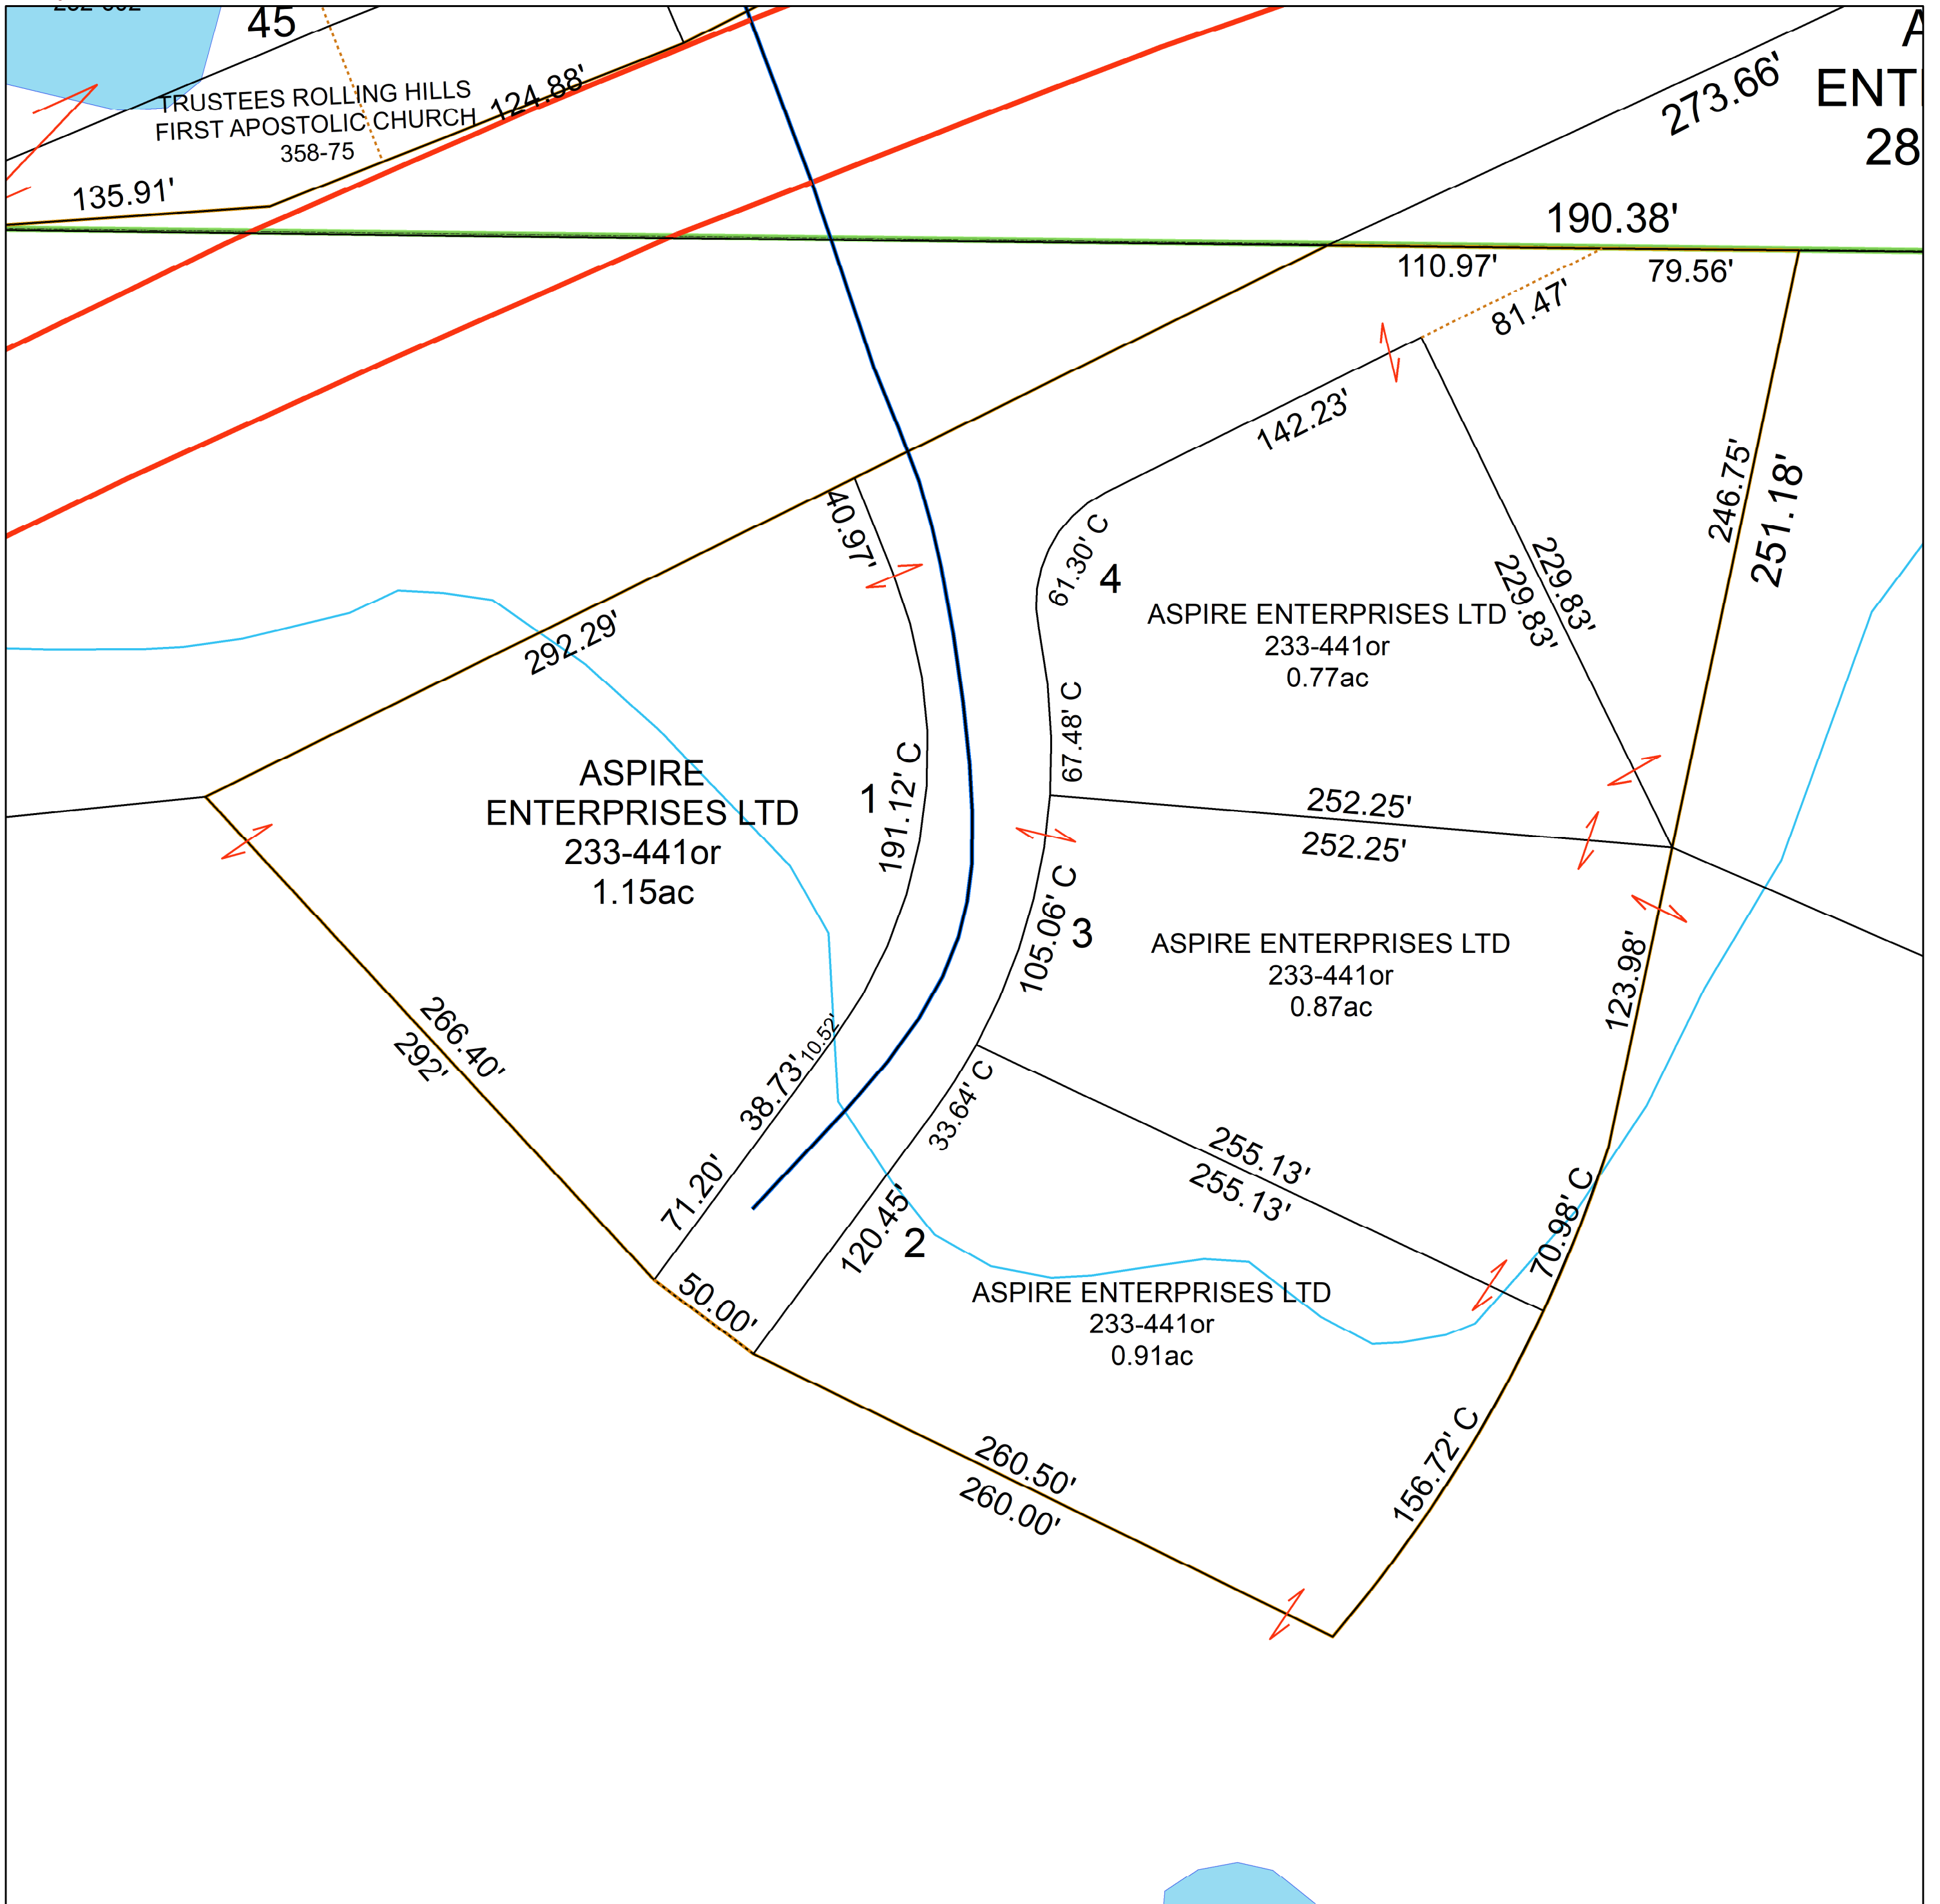 45
TRUSTEES ROLLING HILLS
FIRST APOSTOLIC CHURCH
358-75
124.88'
135.91'
273.66'
ENT
28
190.38'
110.97'
79.56'
81.47'
142.23'
246.75'
251.18'
40.97'
61.30' C
4
ASPIRE ENTERPRISES LTD
233-441or
0.77ac
229.83'
229.83'
292.29'
67.48' C
ASPIRE
ENTERPRISES LTD
233-441or
1.15ac
1
191.12' C
252.25'
252.25'
105.06' C
3
ASPIRE ENTERPRISES LTD
233-441or
0.87ac
123.98'
266.40'
292'
10.52'
38.73'
71.20'
33.64' C
255.13'
255.13'
70.98' C
120.45'
2
50.00'
ASPIRE ENTERPRISES LTD
233-441or
0.91ac
156.72' C
260.50'
260.00'